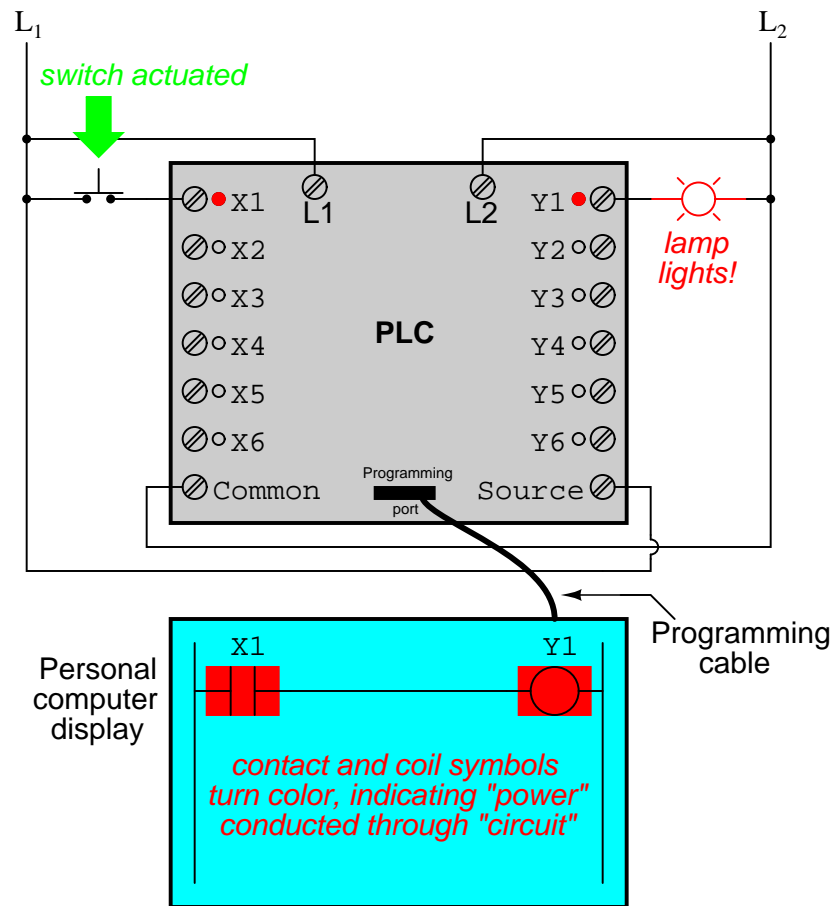 L1
L2
switch actuated
X1
L1
L2
Y1
X2
Y2
lamp
lights!
X3
Y3
X4
PLC
Y4
X5
Y5
X6
Y6
Common
Programming
port
Source
Programming
cable
X1
Y1
Personal
computer
display
contact and coil symbols
turn color, indicating "power"
conducted through "circuit"